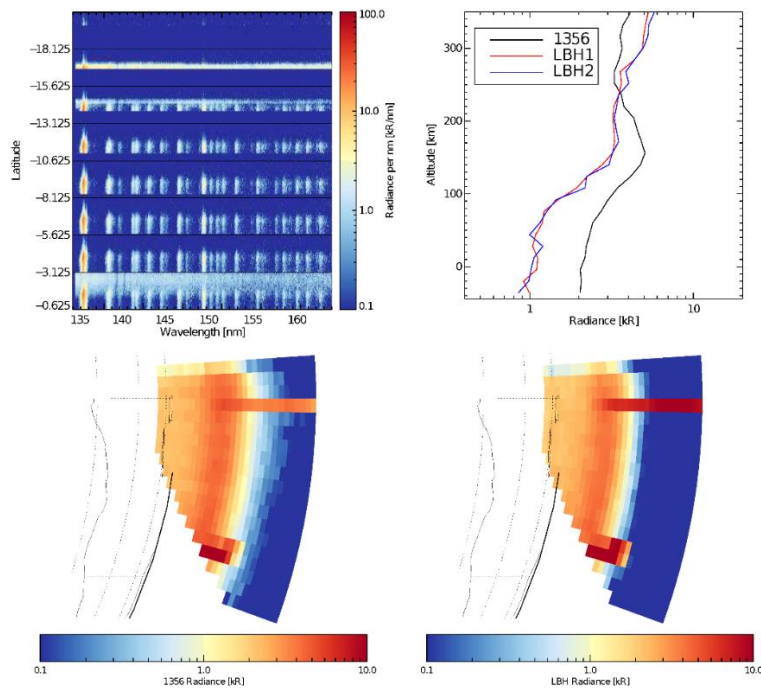 100.0
10.0
1.0
0.1
Radiance per nm [kR/nm]
Latitude
−18.125
−15.625
−13.125
−10.625
−8.125
−5.625
−3.125
−0.625
135 140 145 150 155 160
Wavelength [nm]
1356
LBH1
LBH2
Altitude [km]
300
200
100
0
1 10
Radiance [kR]
0.1 1.0 10.0
1356 Radiance [kR]
0.1 1.0 10.0
LBH Radiance [kR]